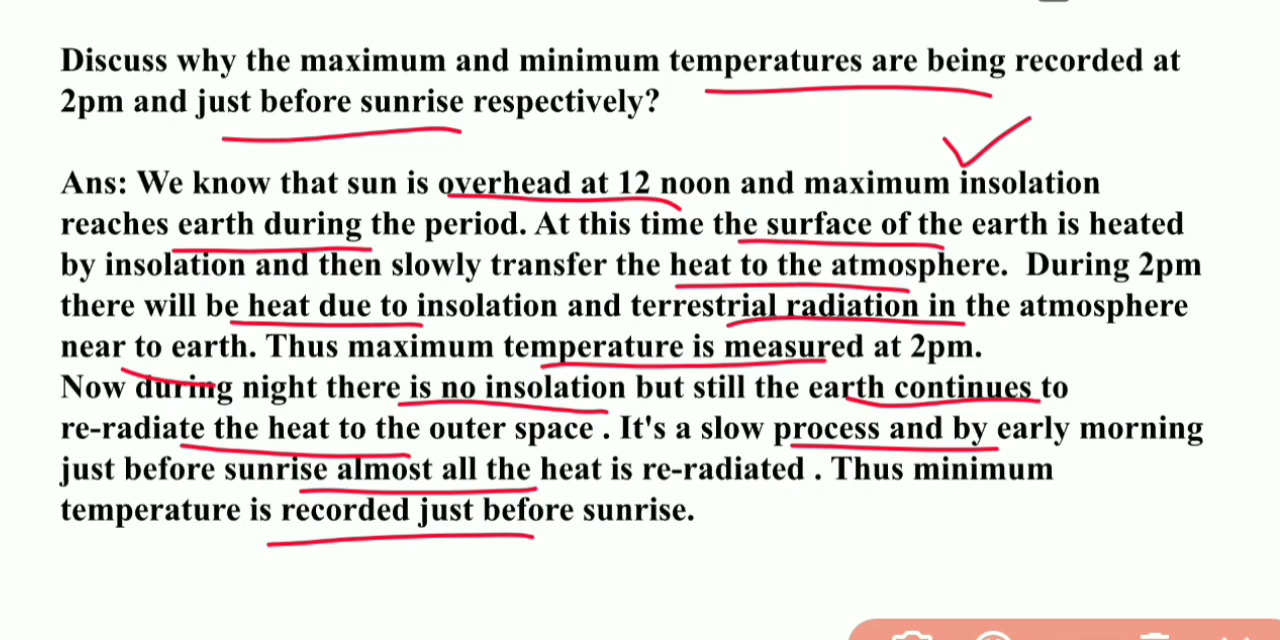 Discuss why the maximum and minimum temperatures are being recorded at
2pm and just before sunrise respectively?
Ans: We know that sun is overhead at 12 noon and maximum insolation
reaches earth during the period. At this time the surface of the earth is heated
by insolation and then slowly transfer the heat to the atmosphere. During 2pm
there will be heat due to insolation and terrestrial radiation in the atmosphere
near to earth. Thus maximum temperature is measured at 2pm.
Now during night there is no insolation but still the earth continues to
re-radiate the heat to the outer space . It's a slow process and by early morning
just before sunrise almost all the heat is re-radiated . Thus minimum
temperature is recorded just before sunrise.